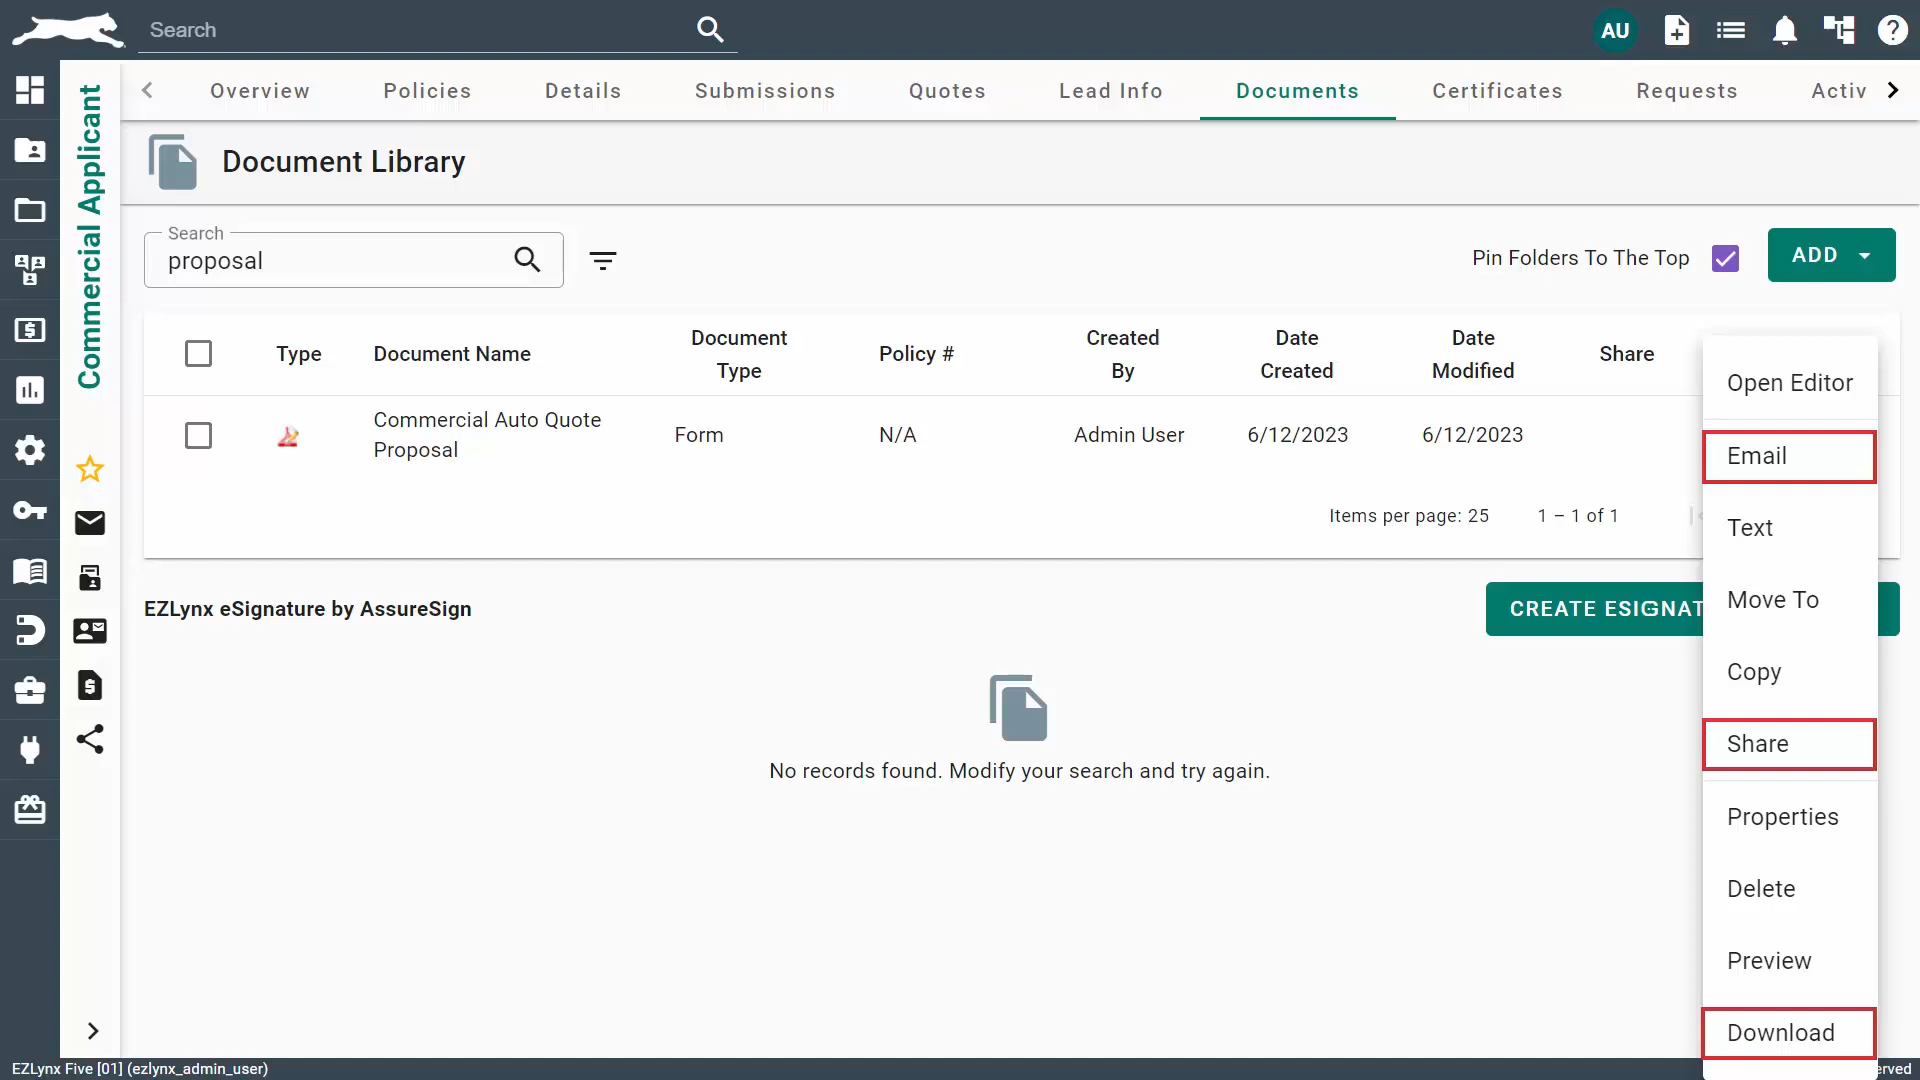 Search
AU
Overview
Policies
Details
Submissions
Quotes
Lead Info
Documents
Certificates
Requests
Activ
Commercial Applicant
Document Library
Search
proposal
Pin Folders To The Top
ADD
Type
Document Name
Document
Type
Policy #
Created
By
Date
Created
Date
Modified
Share
Commercial Auto Quote
Proposal
Form
N/A
Admin User
6/12/2023
6/12/2023
Items per page: 25
1 – 1 of 1
EZLynx eSignature by AssureSign
CREATE ESIGNAT
No records found. Modify your search and try again.
Open Editor
Email
Text
Move To
Copy
Share
Properties
Delete
Preview
Download
EZLynx Five [01] (ezlynx_admin_user)
erved